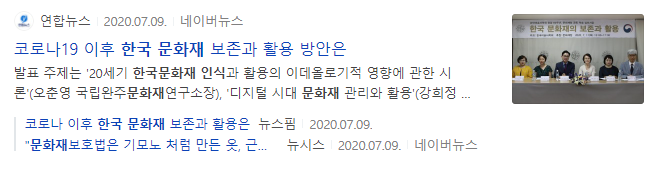 연합뉴스 2020.07.09. 네이버뉴스
코로나19 이후 한국 문화재 보존과 활용 방안은
발표 주제는 '20세기 한국문화재 인식과 활용의 이데올로기적 영향에 관한 시
론'(오춘영 국립완주문화재연구소장), '디지털 시대 문화재 관리와 활용'(강희정 ...
한국 문화재의 보존과 활용
코로나 이후 한국 문화재 보존과 활용은 뉴스핌 2020.07.09.
"문화재보호법은 기모노 처럼 만든 옷, 근... 뉴시스 2020.07.09. 네이버뉴스